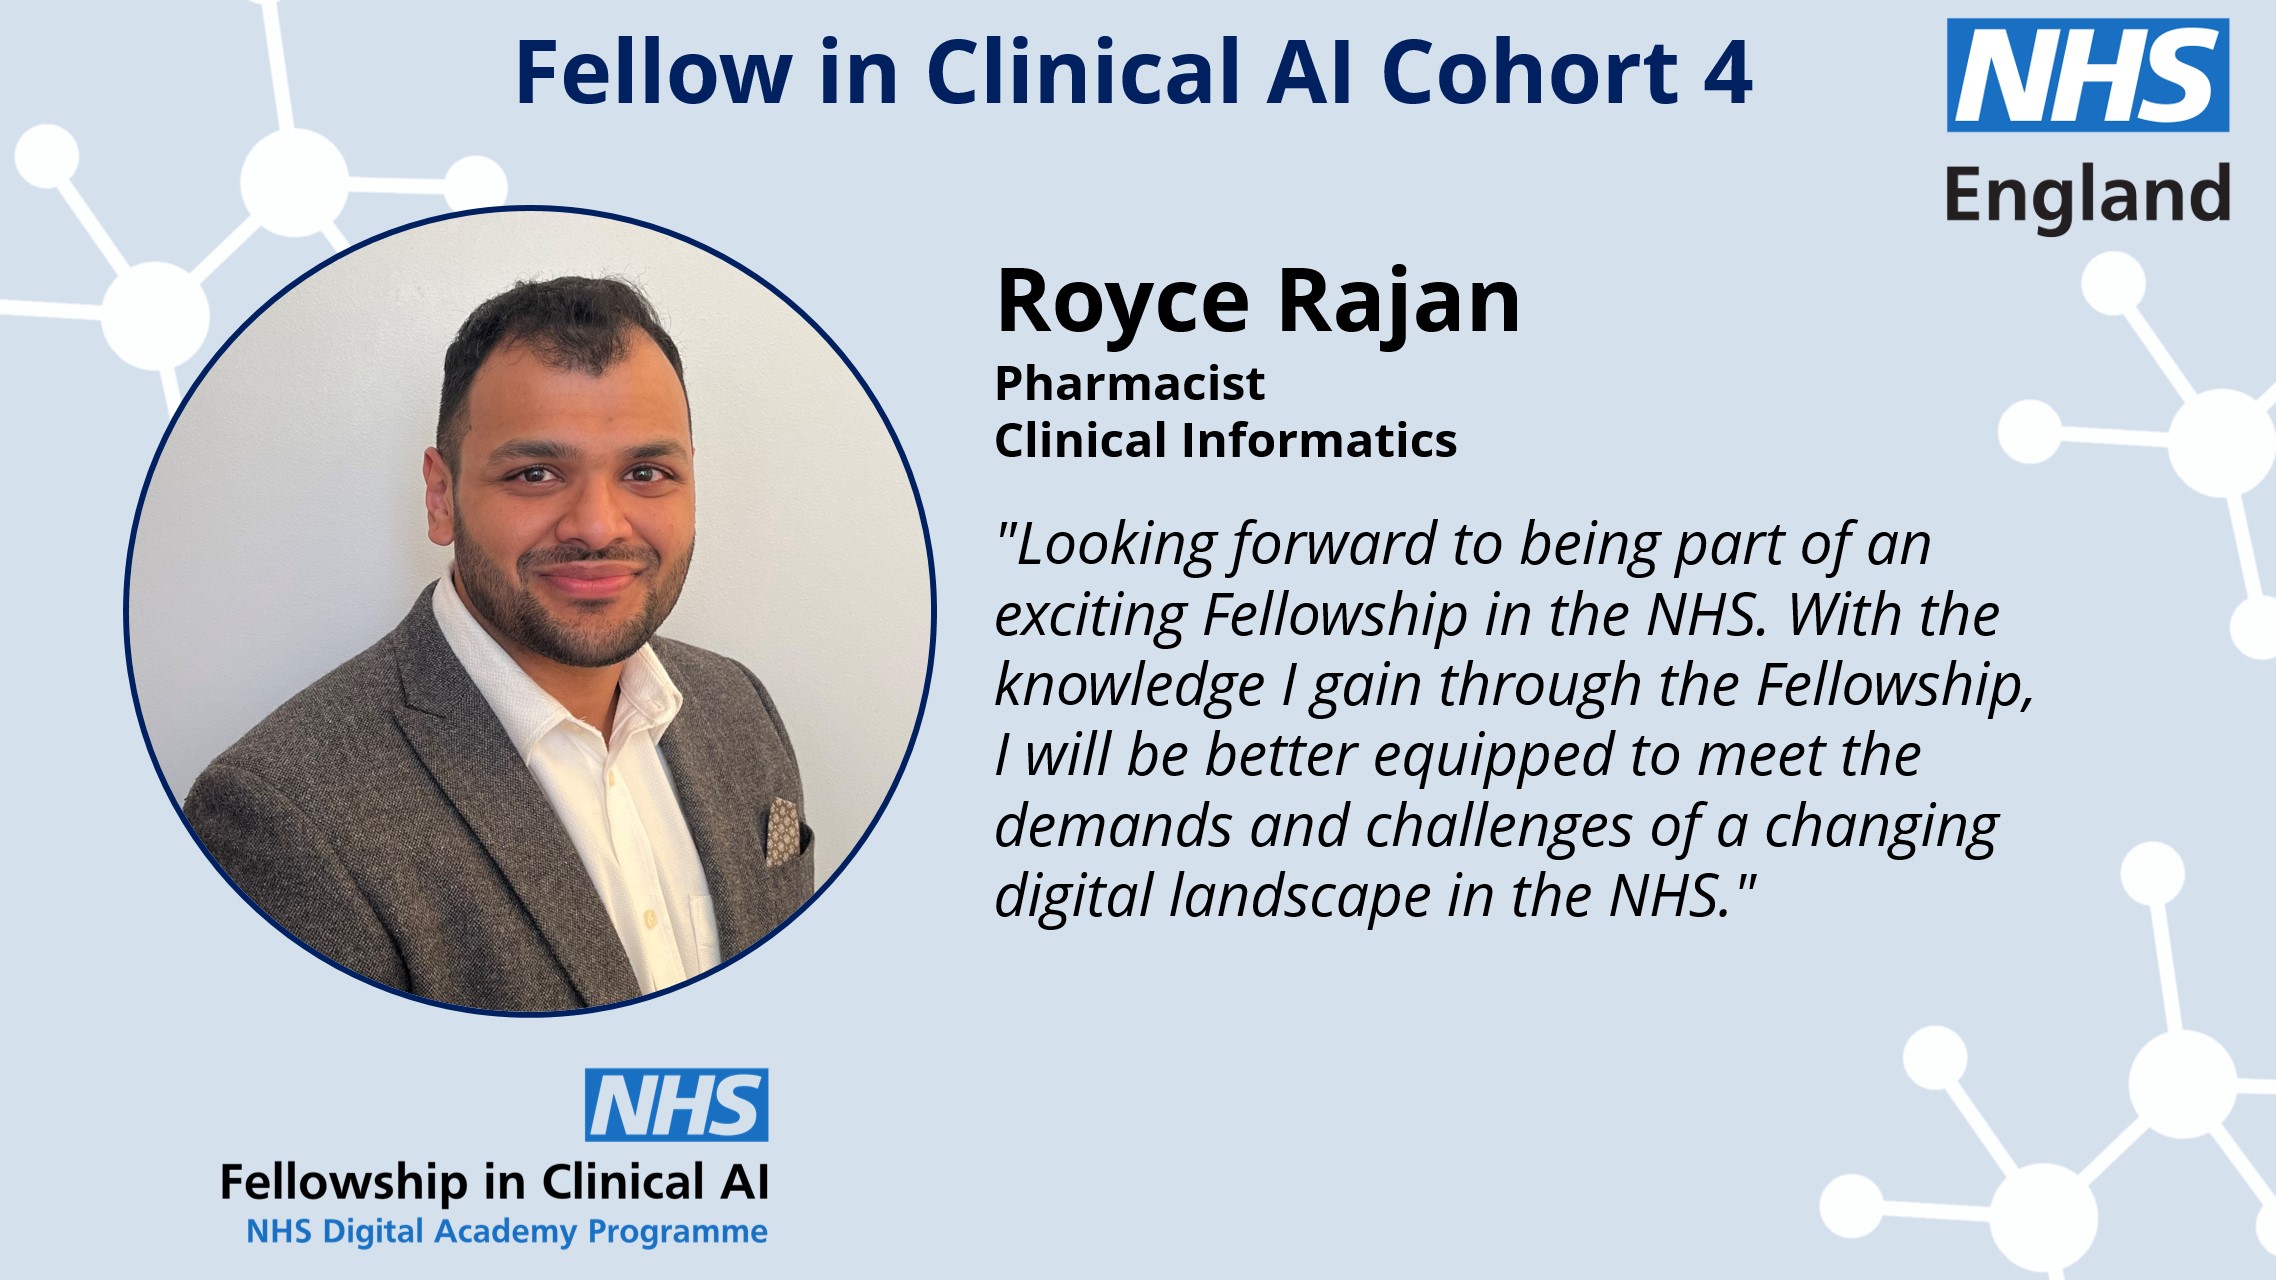 Fellow in Clinical AI Cohort 4
NHS
England
Royce Rajan
Pharmacist
Clinical Informatics
"Looking forward to being part of an
exciting Fellowship in the NHS. With the
knowledge I gain through the Fellowship,
I will be better equipped to meet the
demands and challenges of a changing
digital landscape in the NHS."
NHS
Fellowship in Clinical AI
NHS Digital Academy Programme